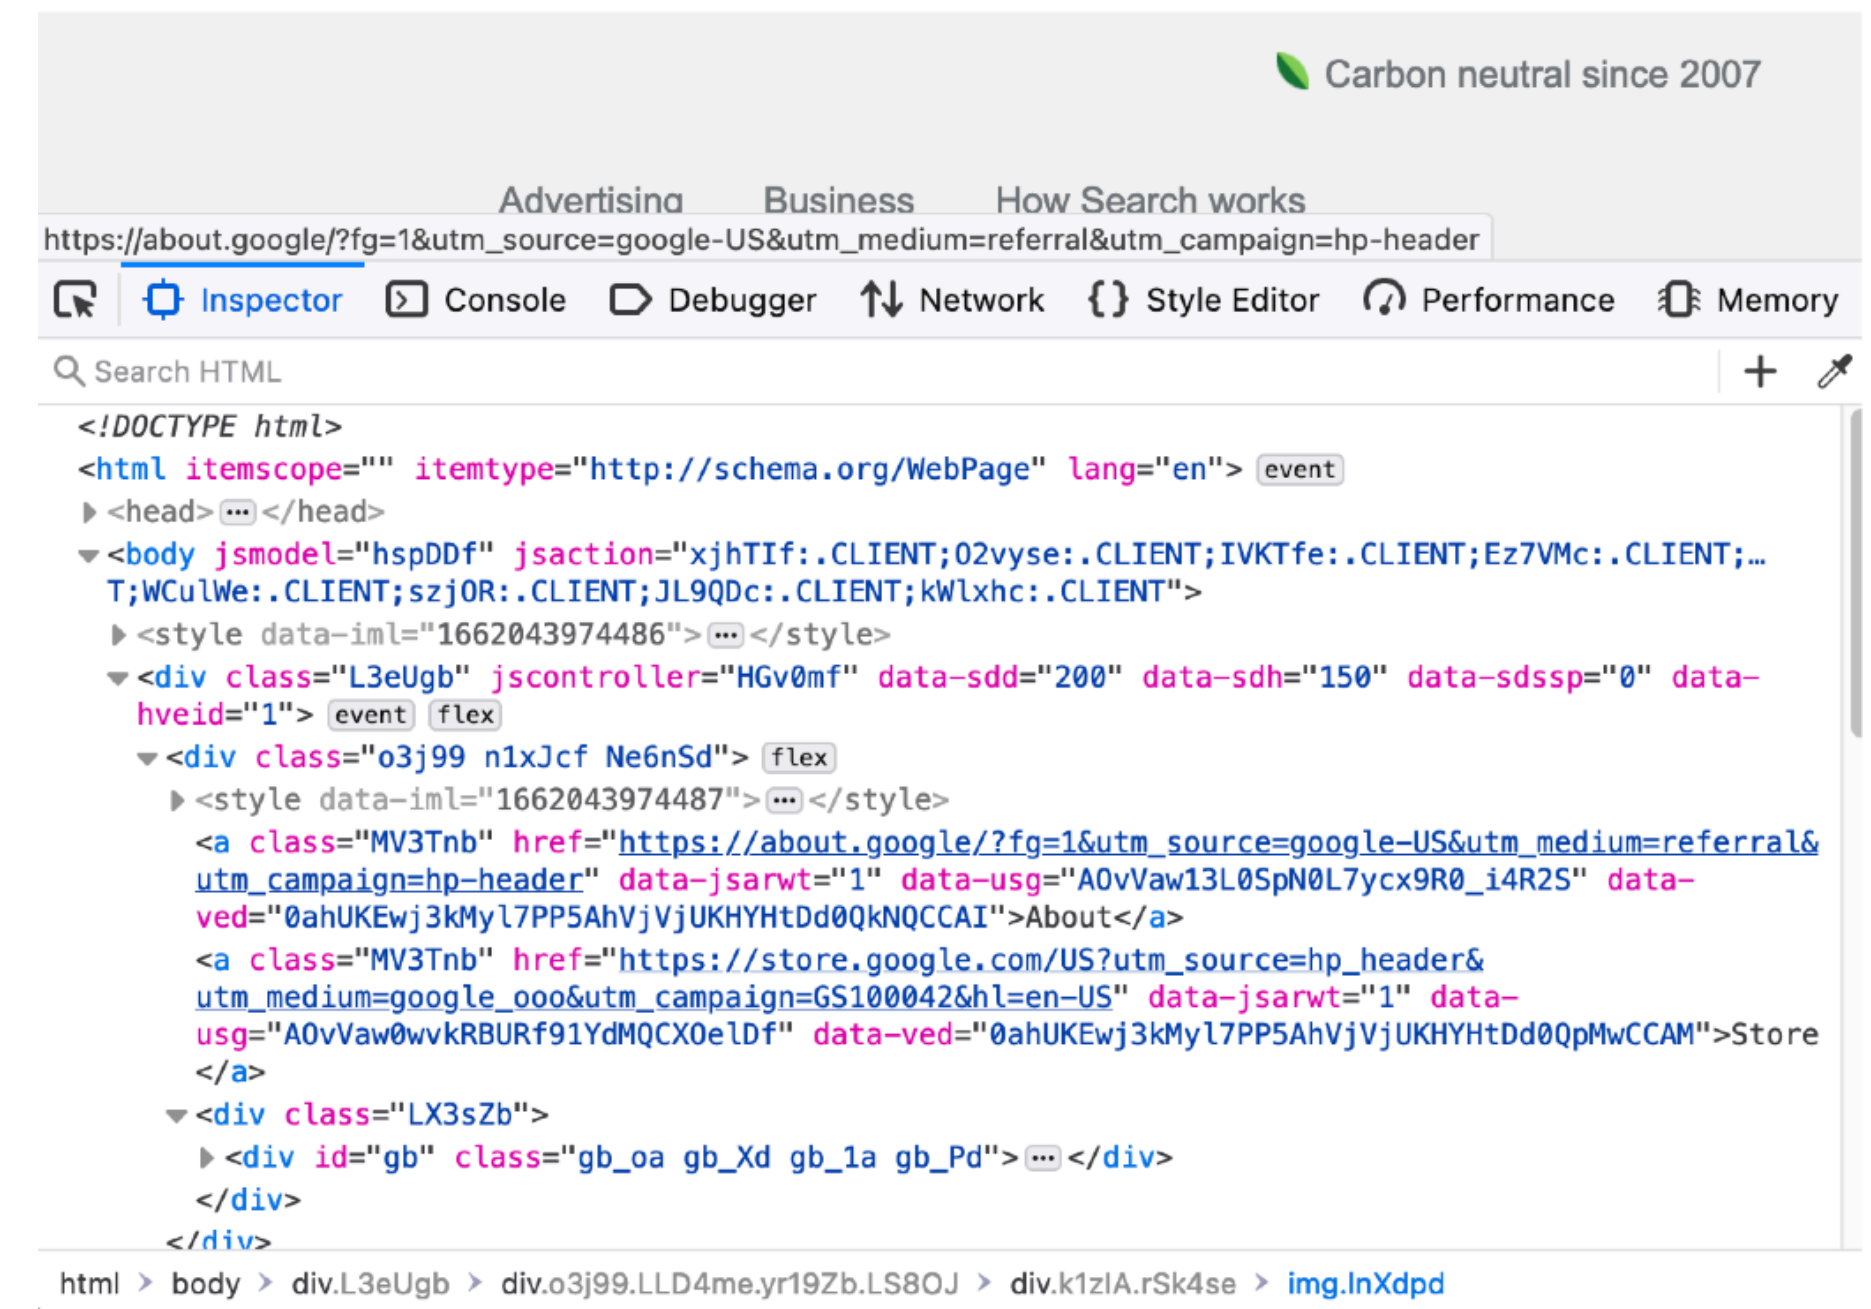 Carbon neutral since 2007
Advertising Business How Search works
https://about.google/?fg=1&utm_source=google-US&utm_medium=referral&utm_campaign=hp-header
Inspector Console Debugger Network Style Editor Performance Memory
Search HTML
<!DOCTYPE html>
<html itemscope="" itemtype="http://schema.org/WebPage" lang="en"> event
<head>…</head>
<body jsmodel="hspDDf" jsaction="xjhTIf:.CLIENT;O2vyse:.CLIENT;IVKTfe:.CLIENT;Ez7VMc:.CLIENT;…
T;WCulWe:.CLIENT;szjOR:.CLIENT;JL9QDc:.CLIENT;kWlxhc:.CLIENT">
<style data-iml="1662043974486">…</style>
<div class="L3eUgb" jscontroller="HGv0mf" data-sdd="200" data-sdh="150" data-sdssp="0" data-
hveid="1"> event flex
<div class="o3j99 n1xJcf Ne6nSd"> flex
<style data-iml="1662043974487">…</style>
<a class="MV3Tnb" href="https://about.google/?fg=1&utm_source=google-US&utm_medium=referral&
utm_campaign=hp-header" data-jsarwt="1" data-usg="AOvVaw13L0SpN0L7ycx9R0_i4R2S" data-
ved="0ahUKEwj3kMyl7PP5AhVjVjUKHYHtDd0QkNQCCAI">About</a>
<a class="MV3Tnb" href="https://store.google.com/US?utm_source=hp_header&
utm_medium=google_ooo&utm_campaign=GS100042&hl=en-US" data-jsarwt="1" data-
usg="AOvVaw0wvkRBURf91YdMQCXOelDf" data-ved="0ahUKEwj3kMyl7PP5AhVjVjUKHYHtDd0QpMwCCAM">Store
</a>
<div class="LX3sZb">
<div id="gb" class="gb_oa gb_Xd gb_1a gb_Pd">…</div>
</div>
</div>
html > body > div.L3eUgb > div.o3j99.LLD4me.yr19Zb.LS8OJ > div.k1zIA.rSk4se > img.lnXdpd